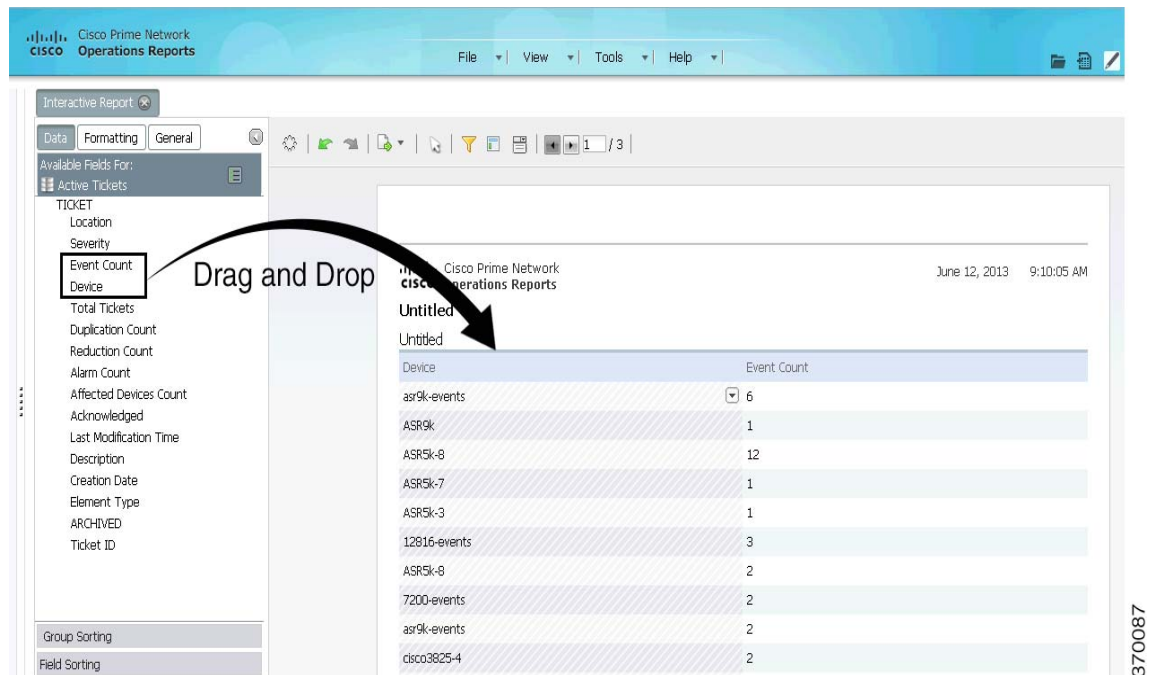 Cisco Prime Network
CISCO Operations Reports
File View Tools Help
Interactive Report
Data Formatting General
1 / 3
Available Fields For:
Active Tickets
TICKET
Location
Severity
Event Count
Device
Total Tickets
Duplication Count
Reduction Count
Alarm Count
Affected Devices Count
Acknowledged
Last Modification Time
Description
Creation Date
Element Type
ARCHIVED
Ticket ID
Group Sorting
Field Sorting
Drag and Drop
Cisco Prime Network
June 12, 2013 9:10:05 AM
Operations Reports
Untitled
Untitled
Device Event Count
asr9k-events 6
ASR9k 1
ASR5k-8 12
ASR5k-7 1
ASR5k-3 1
12816-events 3
ASR5k-8 2
7200-events 2
asr9k-events 2
cisco3825-4 2
370087